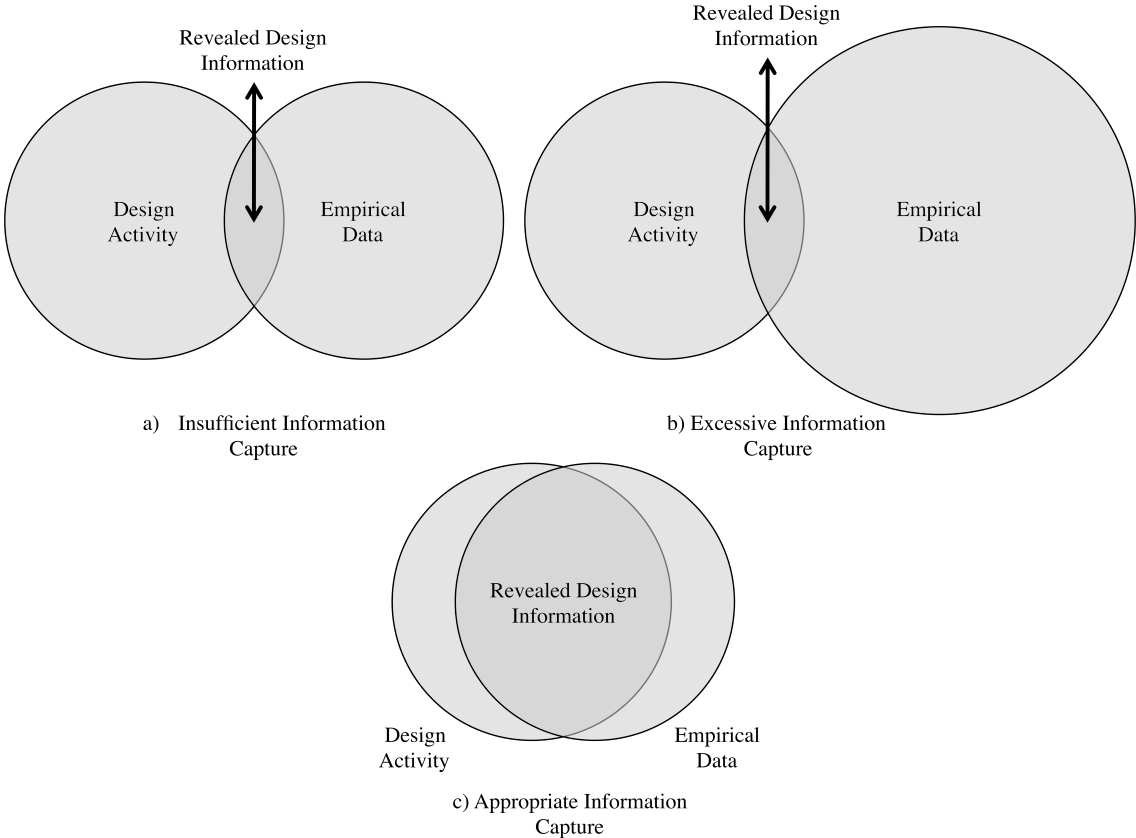 Revealed Design
Information
Design
Activity
Empirical
Data
a) Insufficient Information
Capture
Revealed Design
Information
Design
Activity
Empirical
Data
b) Excessive Information
Capture
Revealed Design
Information
Design
Activity
Empirical
Data
c) Appropriate Information
Capture